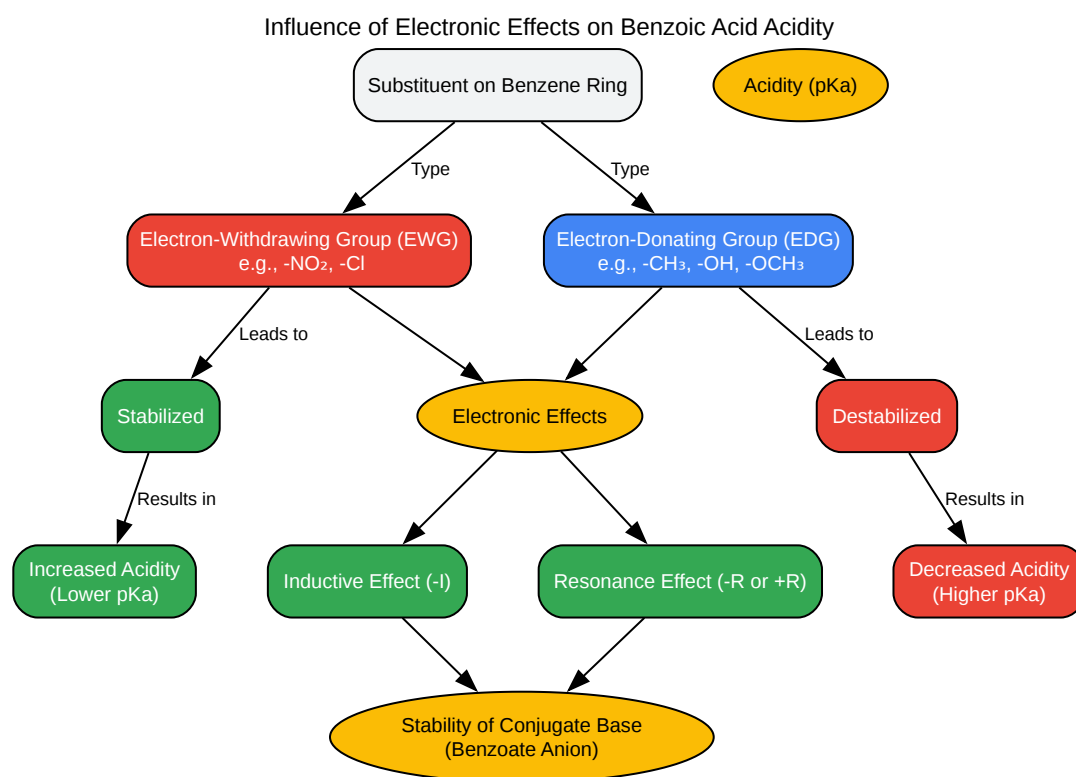 Influence of Electronic Effects on Benzoic Acid Acidity
Substituent on Benzene Ring
Acidity (pKa)
Type
Type
Electron-Withdrawing Group (EWG)
e.g., -NO₂, -Cl
Electron-Donating Group (EDG)
e.g., -CH₃, -OH, -OCH₃
Leads to
Leads to
Stabilized
Electronic Effects
Destabilized
Results in
Results in
Increased Acidity
(Lower pKa)
Inductive Effect (-I)
Resonance Effect (-R or +R)
Decreased Acidity
(Higher pKa)
Stability of Conjugate Base
(Benzoate Anion)